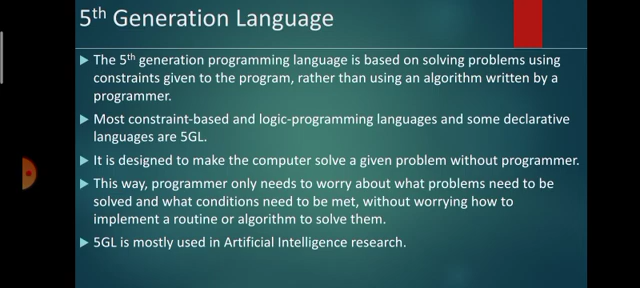 5th Generation Language
The 5th generation programming language is based on solving problems using
constraints given to the program, rather than using an algorithm written by a
programmer.
Most constraint-based and logic-programming languages and some declarative
languages are 5GL.
It is designed to make the computer solve a given problem without programmer.
This way, programmer only needs to worry about what problems need to be
solved and what conditions need to be met, without worrying how to
implement a routine or algorithm to solve them.
5GL is mostly used in Artificial Intelligence research.